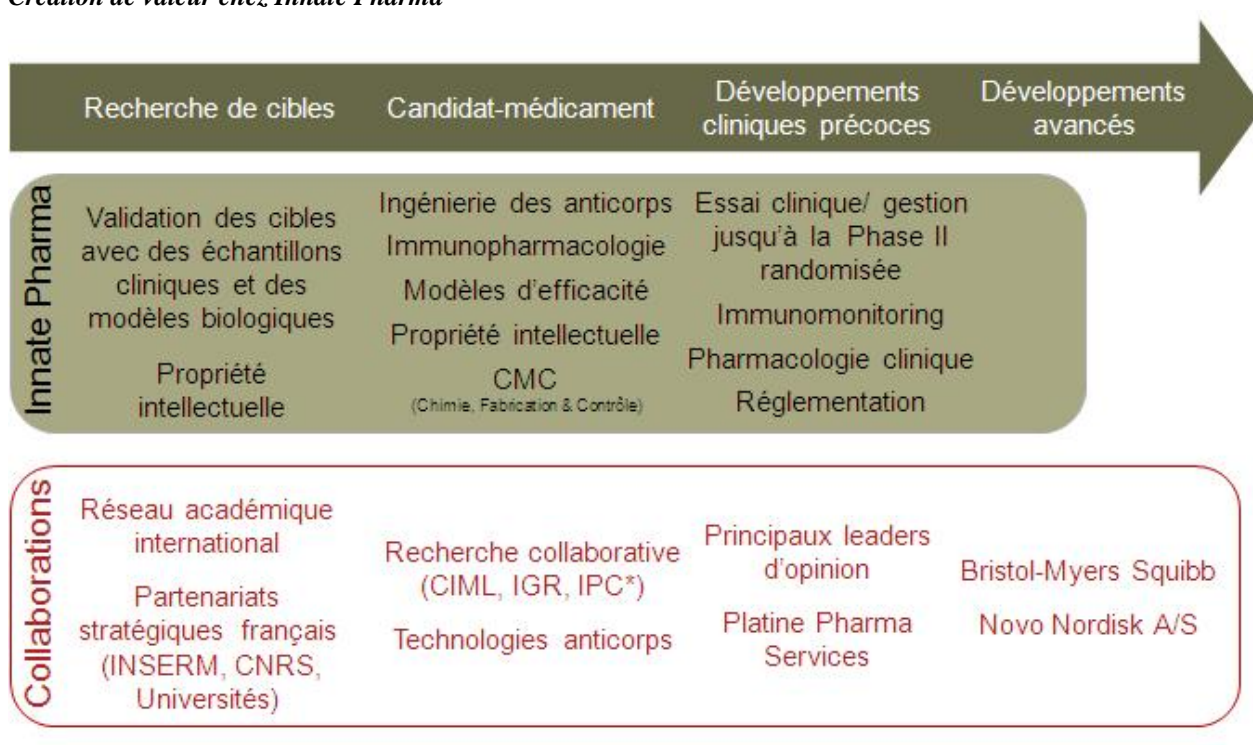 Création de valeur chez Innate Pharma
Recherche de cibles
Candidat-médicament
Développements
cliniques précoces
Développements
avancés
Innate Pharma
Validation des cibles
avec des échantillons
cliniques et des
modèles biologiques
Propriété
intellectuelle
Ingénierie des anticorps
Immunopharmacologie
Modèles d'efficacité
Propriété intellectuelle
CMC
(Chimie, Fabrication & Contrôle)
Essai clinique/ gestion
jusqu'à la Phase II
randomisée
Immunomonitoring
Pharmacologie clinique
Réglementation
Collaborations
Réseau académique
international
Partenariats
stratégiques français
(INSERM, CNRS,
Universités)
Recherche collaborative
(CIML, IGR, IPC*)
Technologies anticorps
Principaux leaders
d'opinion
Platine Pharma
Services
Bristol-Myers Squibb
Novo Nordisk A/S